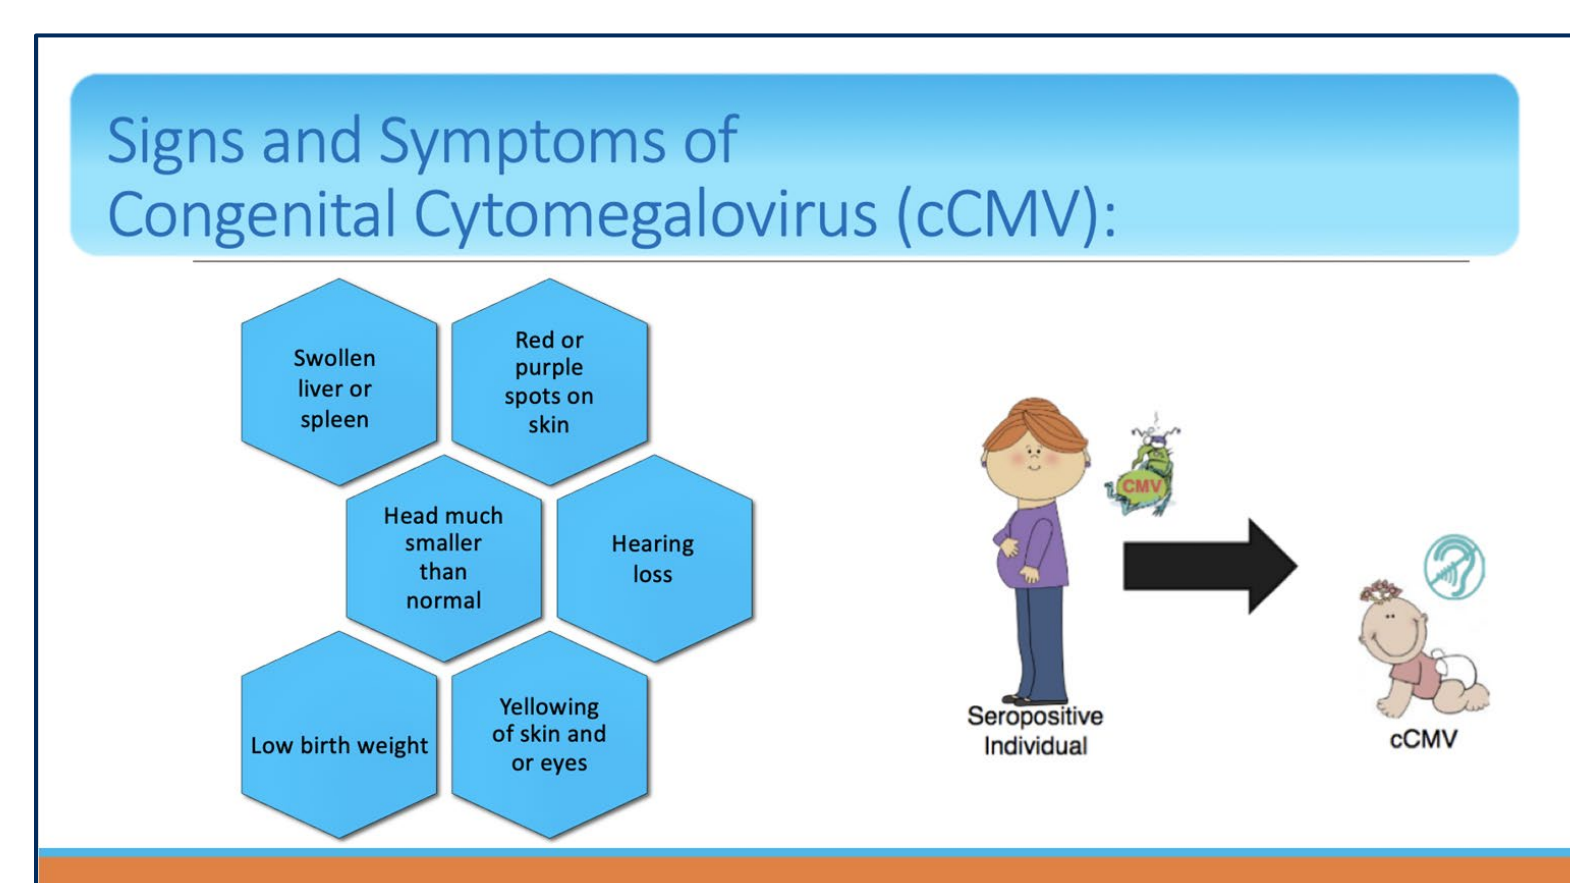 Signs and Symptoms of
Congenital Cytomegalovirus (cCMV):
Swollen
liver or
spleen
Red or
purple
spots on
skin
Head much
smaller
than
normal
Hearing
loss
Low birth weight
Yellowing
of skin and
or eyes
CMV
Seropositive
Individual
cCMV